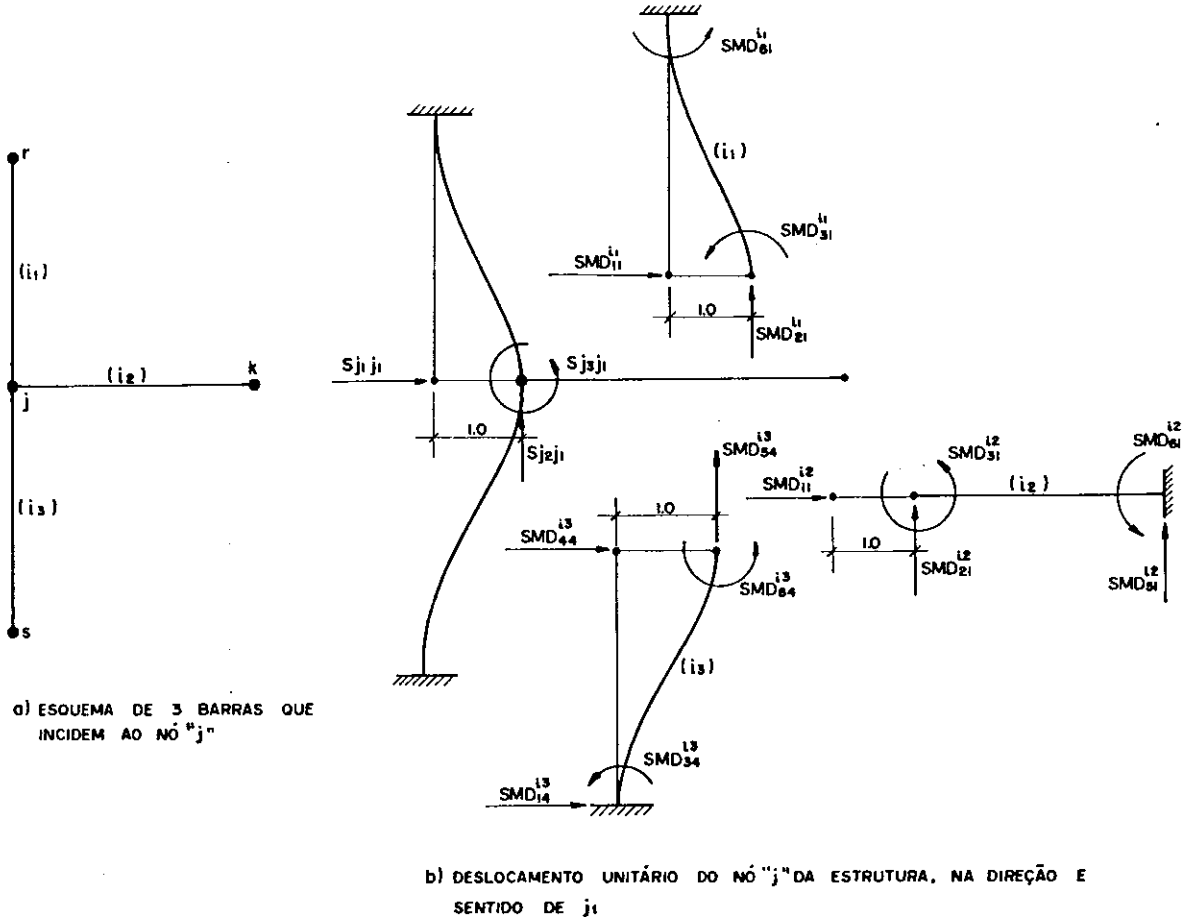 r
(i1)
(i2)
k
j
(i3)
s
a) ESQUEMA DE 3 BARRAS QUE
INCIDEM AO NÓ "j"
Sj1j1
Sj3j1
1.0
Sj2j1
SMD61^i1
(i1)
SMD31^i1
SMD11^i1
1.0
SMD21^i1
SMD54^i3
1.0
SMD44^i3
SMD64^i3
(i3)
SMD34^i3
SMD14^i3
SMD11^i2
SMD31^i2
SMD61^i2
(i2)
1.0
SMD21^i2
SMD51^i2
b) DESLOCAMENTO UNITÁRIO DO NÓ "j" DA ESTRUTURA, NA DIREÇÃO E
SENTIDO DE j1